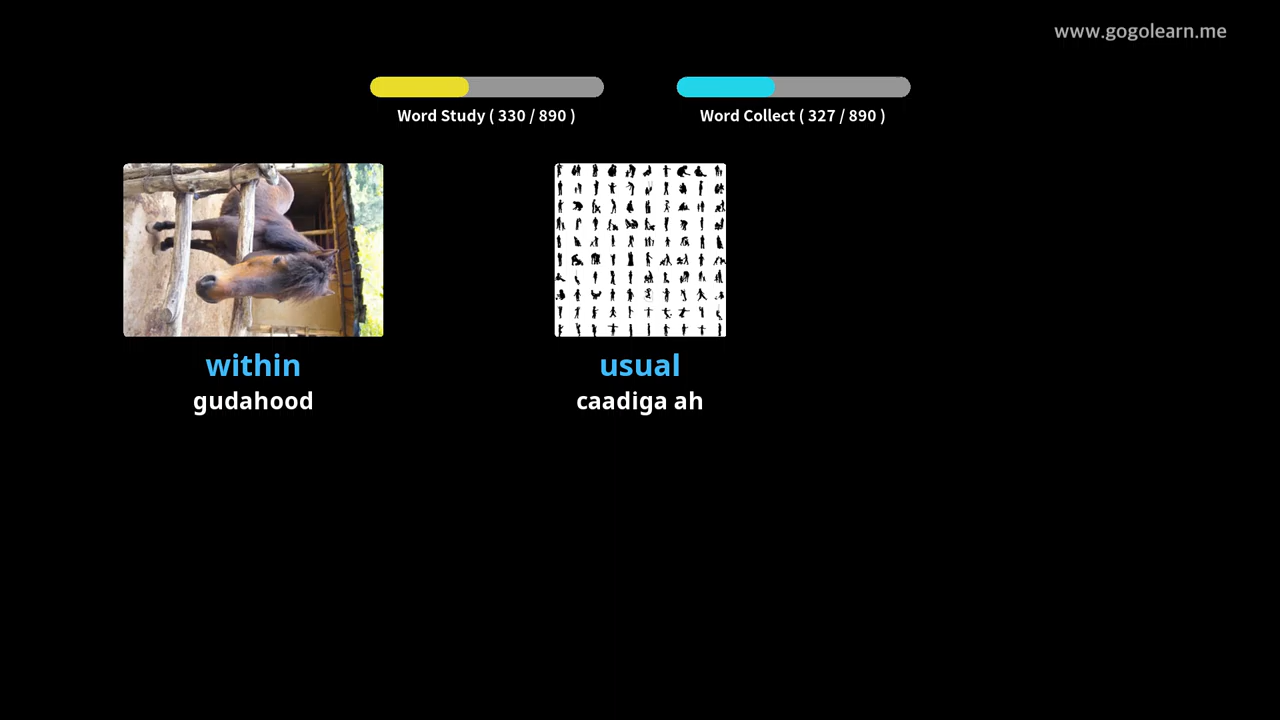 www.gogolearn.me
Word Study ( 330 / 890 )
Word Collect ( 327 / 890 )
within
gudahood
usual
caadiga ah